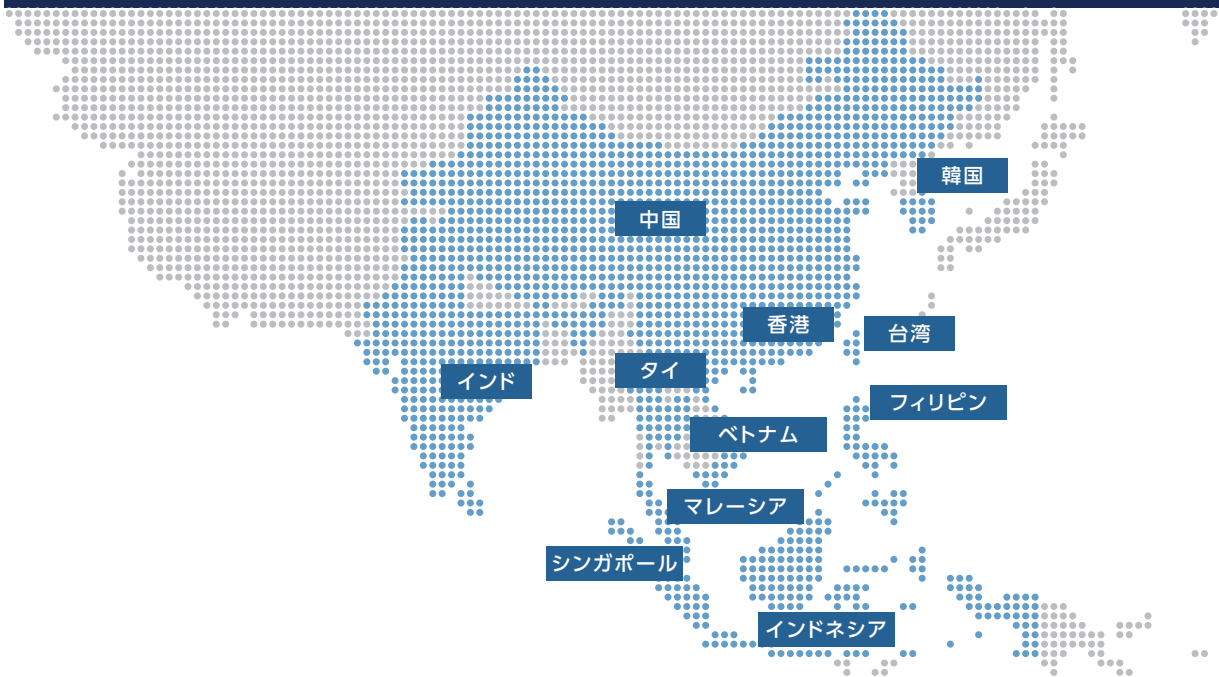 韓国
中国
香港
台湾
タイ
インド
フィリピン
ベトナム
マレーシア
シンガポール
インドネシア